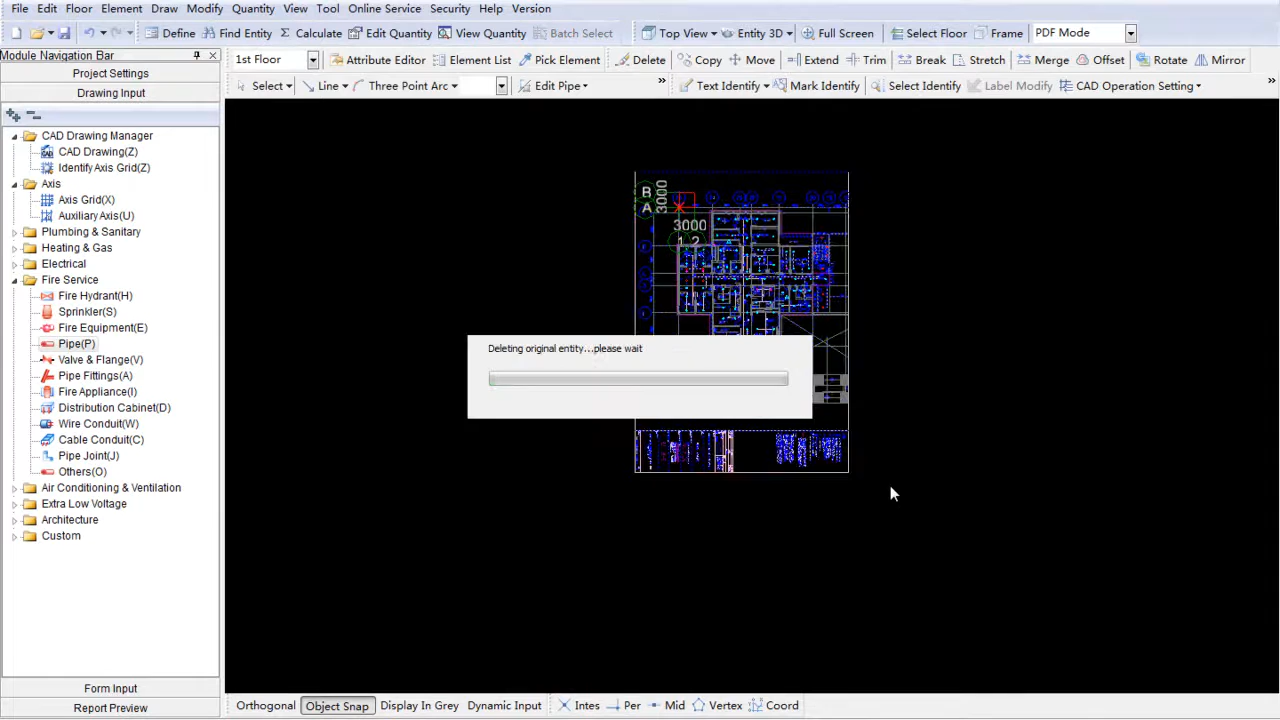 File Edit Floor Element Draw Modify Quantity View Tool Online Service Security Help Version
Define Find Entity Σ Calculate Edit Quantity View Quantity Batch Select Top View Entity 3D Full Screen Select Floor Frame PDF Mode
Module Navigation Bar
1st Floor Attribute Editor Element List Pick Element Delete Copy Move Extend Trim Break Stretch Merge Offset Rotate Mirror
Project Settings
Select Line Three Point Arc Edit Pipe » Text Identify Mark Identify Select Identify Label Modify CAD Operation Setting »
Drawing Input
CAD Drawing Manager
CAD Drawing(Z)
Identify Axis Grid(Z)
Axis
Axis Grid(X)
Auxiliary Axis(U)
Plumbing & Sanitary
Heating & Gas
Electrical
Fire Service
Fire Hydrant(H)
Sprinkler(S)
Fire Equipment(E)
Pipe(P)
Valve & Flange(V)
Pipe Fittings(A)
Fire Appliance(I)
Distribution Cabinet(D)
Wire Conduit(W)
Cable Conduit(C)
Pipe Joint(J)
Others(O)
Air Conditioning & Ventilation
Extra Low Voltage
Architecture
Custom
B
A
3000
3000
1 2
Deleting original entity...please wait
Form Input
Report Preview
Orthogonal Object Snap Display In Grey Dynamic Input Intes Per Mid Vertex Coord